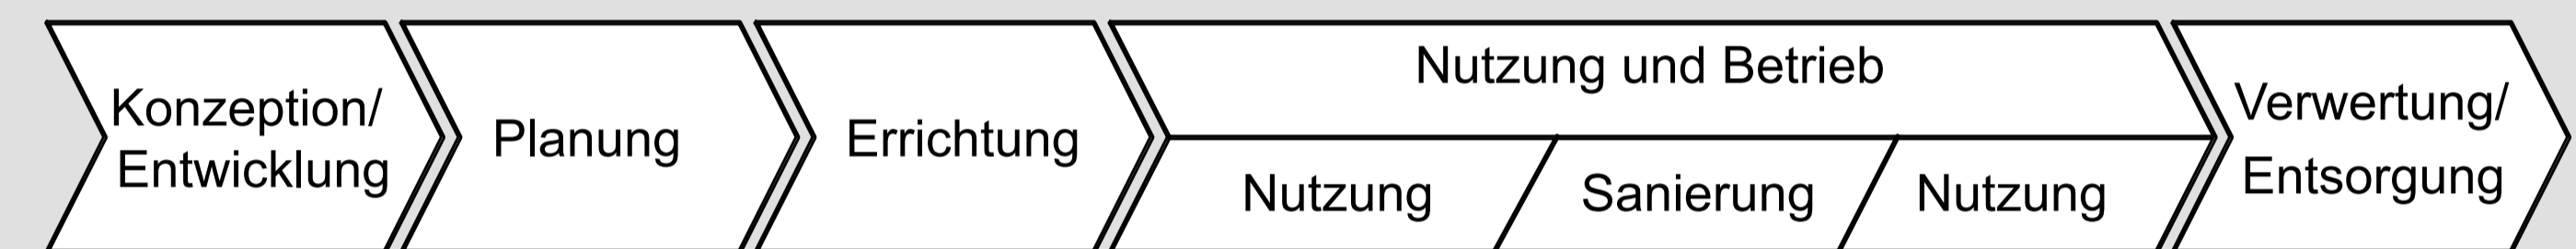 Konzeption/
Entwicklung
Planung
Errichtung
Nutzung und Betrieb
Nutzung
Sanierung
Nutzung
Verwertung/
Entsorgung